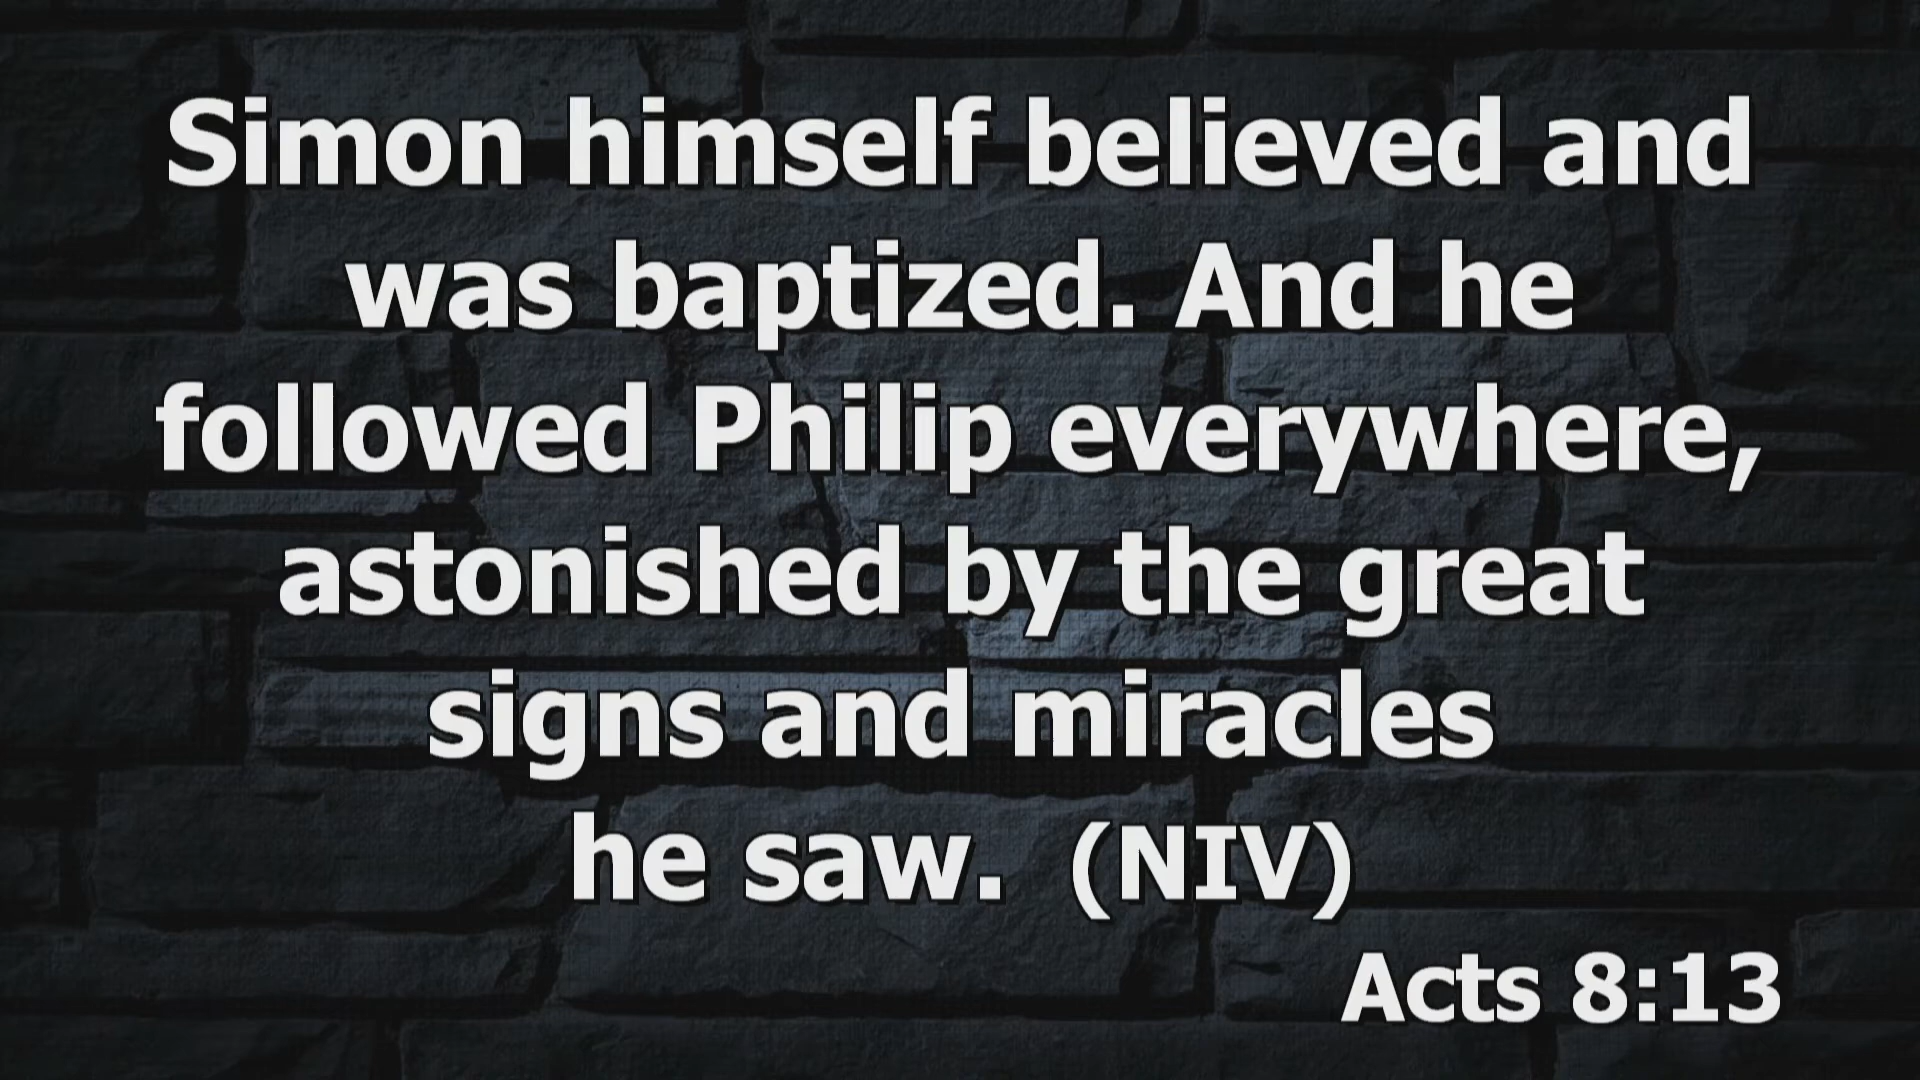 Simon himself believed and
was baptized. And he
followed Philip everywhere,
astonished by the great
signs and miracles
he saw.  (NIV)
Acts 8:13